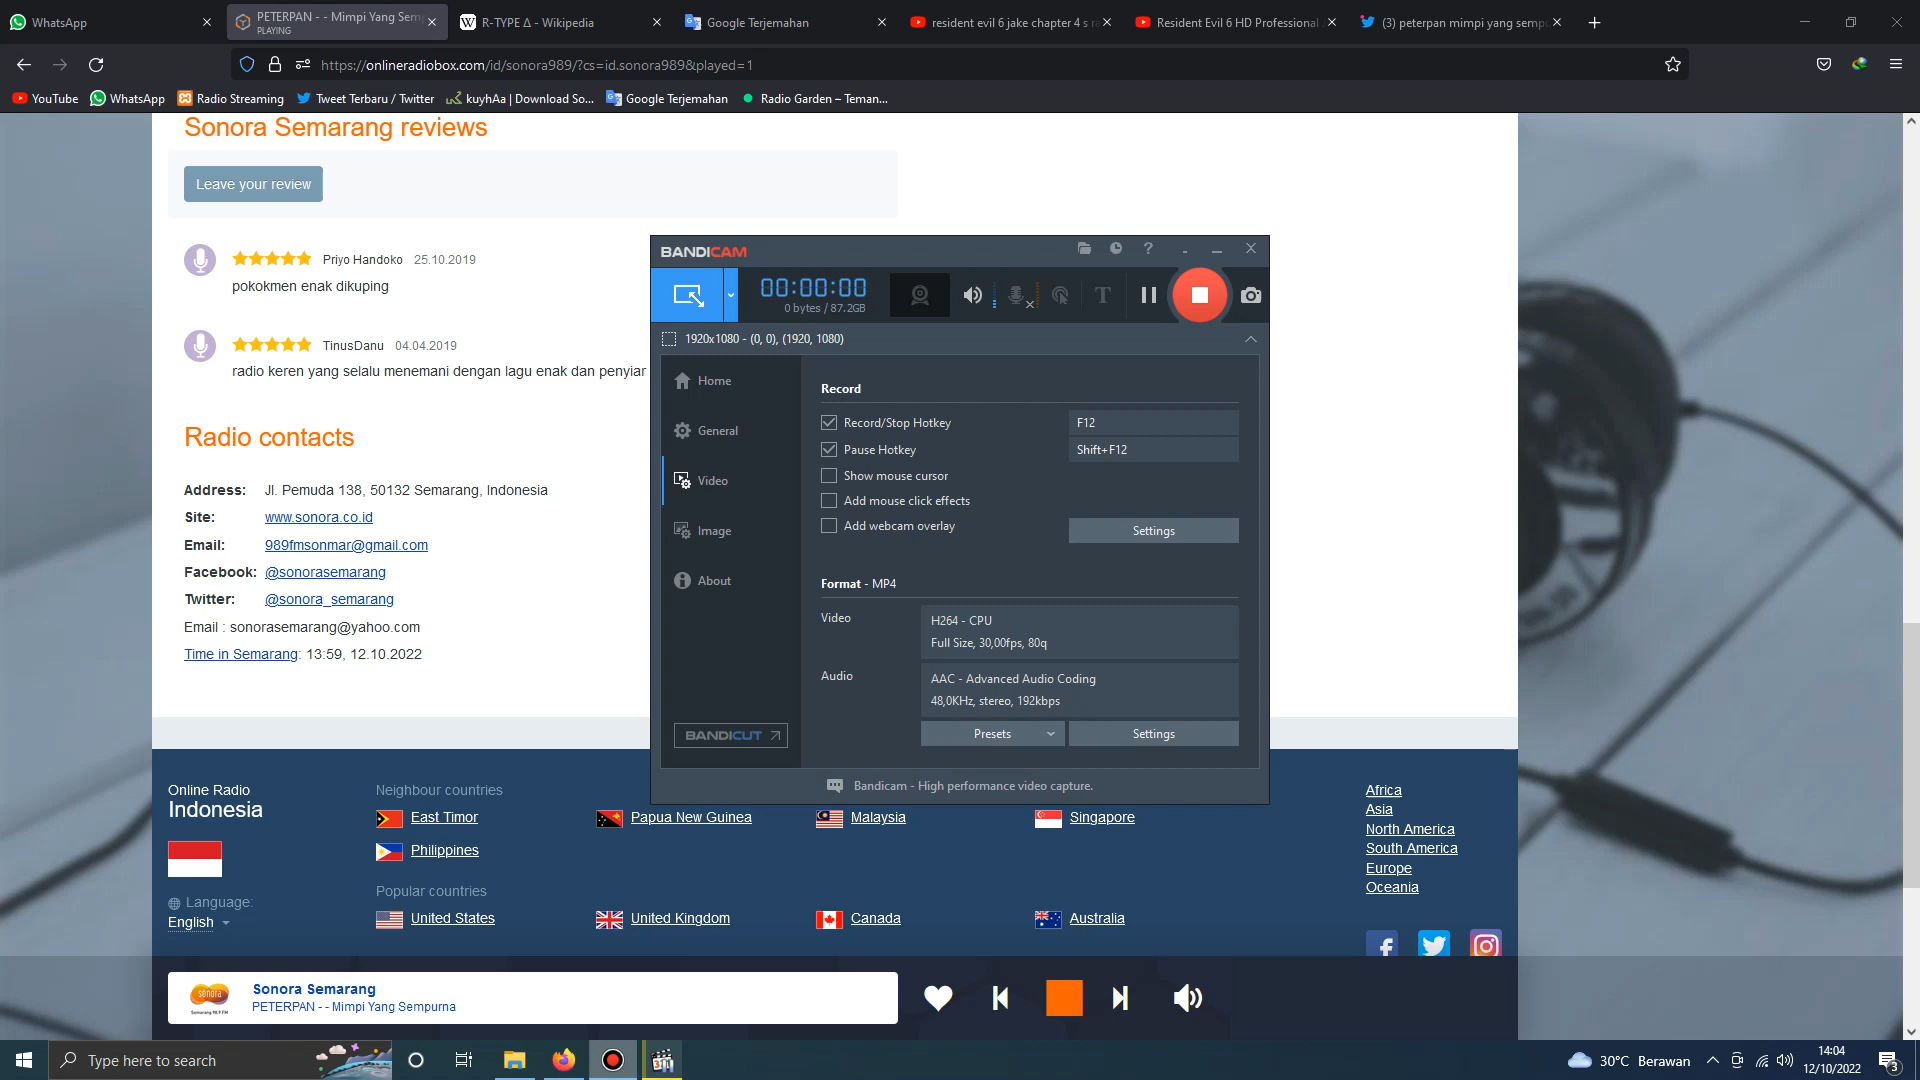 WhatsApp
PETERPAN - - Mimpi Yang Sem
PLAYING
R-TYPE Δ - Wikipedia
Google Terjemahan
resident evil 6 jake chapter 4 s ra
Resident Evil 6 HD Professional
(3) peterpan mimpi yang sempu
https://onlineradiobox.com/id/sonora989/?cs=id.sonora989&played=1
YouTube
WhatsApp
Radio Streaming
Tweet Terbaru / Twitter
kuyhAa | Download So...
Google Terjemahan
Radio Garden – Teman...
Sonora Semarang reviews
Leave your review
Priyo Handoko 25.10.2019
pokokmen enak dikuping
TinusDanu 04.04.2019
radio keren yang selalu menemani dengan lagu enak dan penyiar
Radio contacts
Address: Jl. Pemuda 138, 50132 Semarang, Indonesia
Site: www.sonora.co.id
Email: 989fmsonmar@gmail.com
Facebook: @sonorasemarang
Twitter: @sonora_semarang
Email : sonorasemarang@yahoo.com
Time in Semarang: 13:59, 12.10.2022
BANDICAM
00:00:00
0 bytes / 87.2GB
1920x1080 - (0, 0), (1920, 1080)
Home
General
Video
Image
About
BANDICUT
Record
Record/Stop Hotkey F12
Pause Hotkey Shift+F12
Show mouse cursor
Add mouse click effects
Add webcam overlay
Settings
Format - MP4
Video
H264 - CPU
Full Size, 30,00fps, 80q
Audio
AAC - Advanced Audio Coding
48,0KHz, stereo, 192kbps
Presets
Settings
Bandicam - High performance video capture.
Online Radio
Indonesia
Language:
English
Neighbour countries
East Timor
Papua New Guinea
Malaysia
Singapore
Philippines
Popular countries
United States
United Kingdom
Canada
Australia
Africa
Asia
North America
South America
Europe
Oceania
sonora
Semarang 98.9 FM
Sonora Semarang
PETERPAN - - Mimpi Yang Sempurna
Type here to search
30°C Berawan
14:04
12/10/2022
3